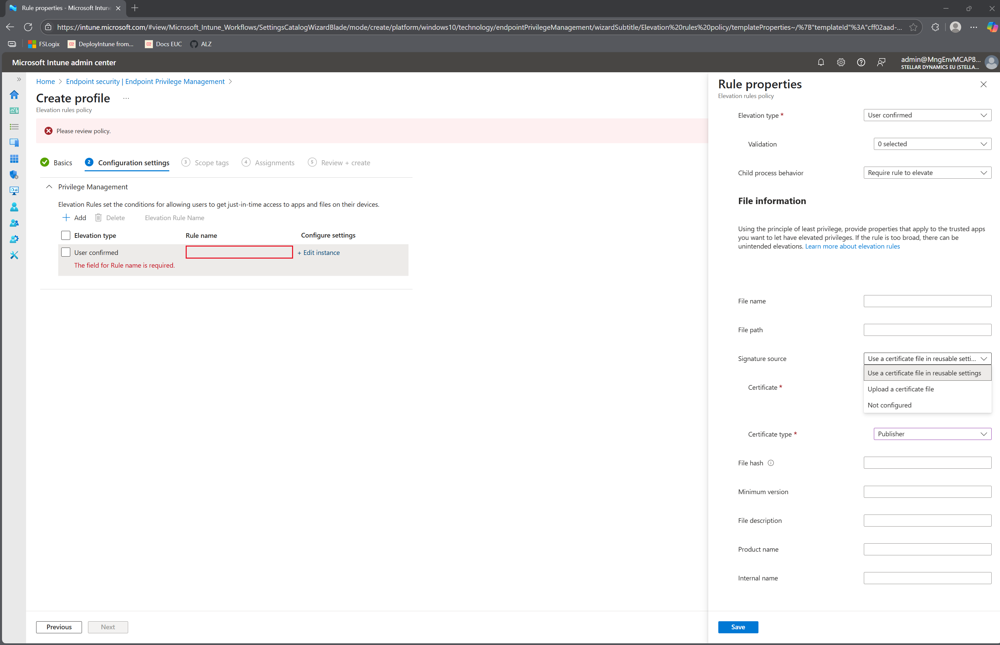 Rule properties - Microsoft Intune
https://intune.microsoft.com/#view/Microsoft_Intune_Workflows/SettingsCatalogWizardBlade/mode/create/platform/windows10/technology/endpointPrivilegeManagement/wizardSubtitle/Elevation%20rules%20policy/templateProperties~/%7B"templateId"%3A"cff02aad-...
FSLogix
DeployIntune from...
Docs EUC
ALZ
Microsoft Intune admin center
admin@MngEnvMCAP8...
STELLAR DYNAMICS EU (STELLA...
Home > Endpoint security | Endpoint Privilege Management >
Create profile ...
Elevation rules policy
Please review policy.
Basics
2 Configuration settings
3 Scope tags
4 Assignments
5 Review + create
Privilege Management
Elevation Rules set the conditions for allowing users to get just-in-time access to apps and files on their devices.
+ Add
Delete
Elevation Rule Name
Elevation type
Rule name
Configure settings
User confirmed
+ Edit instance
The field for Rule name is required.
Previous
Next
Rule properties
Elevation rules policy
Elevation type *
User confirmed
Validation
0 selected
Child process behavior
Require rule to elevate
File information
Using the principle of least privilege, provide properties that apply to the trusted apps
you want to let have elevated privileges. If the rule is too broad, there can be
unintended elevations. Learn more about elevation rules
File name
File path
Signature source
Use a certificate file in reusable setti...
Use a certificate file in reusable settings
Upload a certificate file
Not configured
Certificate *
Certificate type *
Publisher
File hash
Minimum version
File description
Product name
Internal name
Save